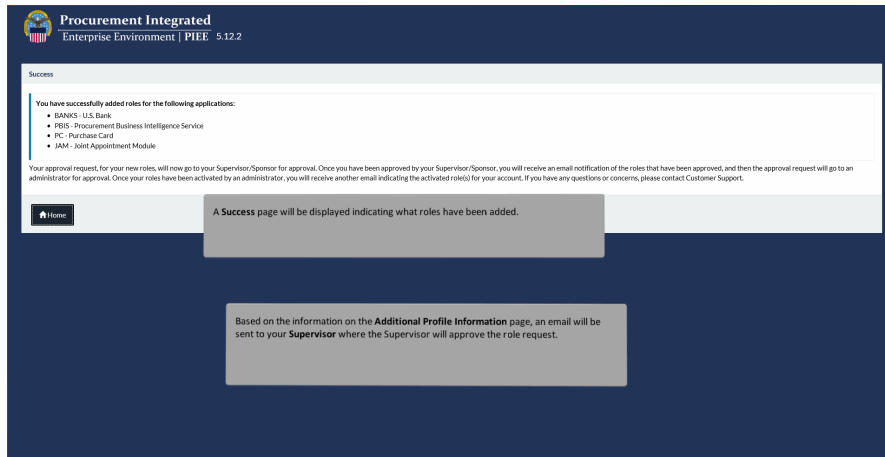 Procurement Integrated
Enterprise Environment | PIEE 5.12.2
Success
You have successfully added roles for the following applications:
• BANKS - U.S. Bank
• PBIS - Procurement Business Intelligence Service
• PC - Purchase Card
• JAM - Joint Appointment Module
Your approval request, for your new roles, will now go to your Supervisor/Sponsor for approval. Once you have been approved by your Supervisor/Sponsor, you will receive an email notification of the roles that have been approved, and then the approval request will go to an
administrator for approval. Once your roles have been activated by an administrator, you will receive another email indicating the activated role(s) for your account. If you have any questions or concerns, please contact Customer Support.
Home
A Success page will be displayed indicating what roles have been added.
Based on the information on the Additional Profile Information page, an email will be
sent to your Supervisor where the Supervisor will approve the role request.